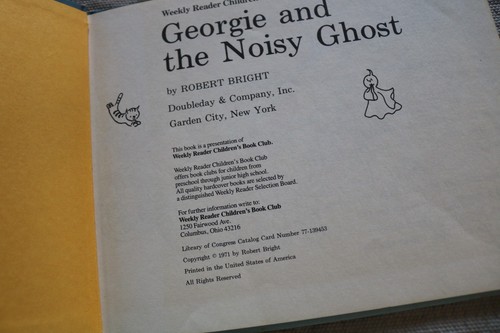 Weekly Reader Children
Georgie and
the Noisy Ghost
by ROBERT BRIGHT
Doubleday & Company, Inc.
Garden City, New York
This book is a presentation of
Weekly Reader Children's Book Club.
Weekly Reader Children's Book Club
offers book clubs for children from
preschool through junior high school.
All quality hardcover books are selected by
a distinguished Weekly Reader Selection Board.
For further information write to:
Weekly Reader Children's Book Club
1250 Fairwood Ave.
Columbus, Ohio 43216
Library of Congress Catalog Card Number 77-139453
Copyright © 1971 by Robert Bright
Printed in the United States of America
All Rights Reserved